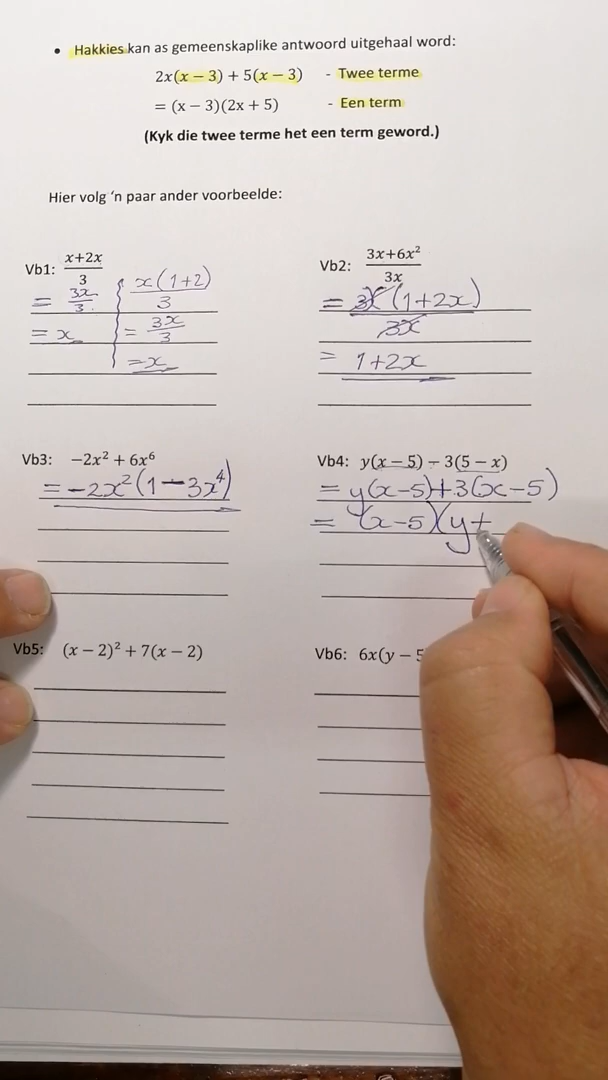 • Hakkies kan as gemeenskaplike antwoord uitgehaal word:
2x(x – 3) + 5(x – 3) - Twee terme
= (x – 3)(2x + 5) - Een term
(Kyk die twee terme het een term geword.)
Hier volg ‘n paar ander voorbeelde:
Vb1: x+2x / 3
= 3x/3
= x
x(1+2) / 3
= 3x/3
= x
Vb2: 3x+6x² / 3x
= 3x(1+2x) / 3x
= 1+2x
Vb3: −2x² + 6x⁶
= −2x²(1−3x⁴)
Vb4: y(x – 5) – 3(5 – x)
= y(x−5)+3(x−5)
= (x−5)(y+
Vb5: (x – 2)² + 7(x – 2)
Vb6: 6x(y – 5